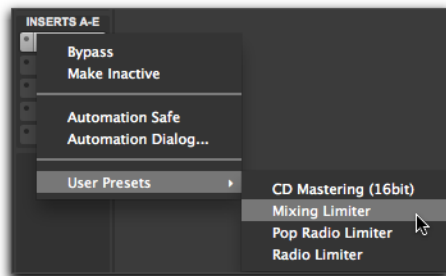 INSERTS A-E
Bypass
Make Inactive
Automation Safe
Automation Dialog...
User Presets
CD Mastering (16bit)
Mixing Limiter
Pop Radio Limiter
Radio Limiter